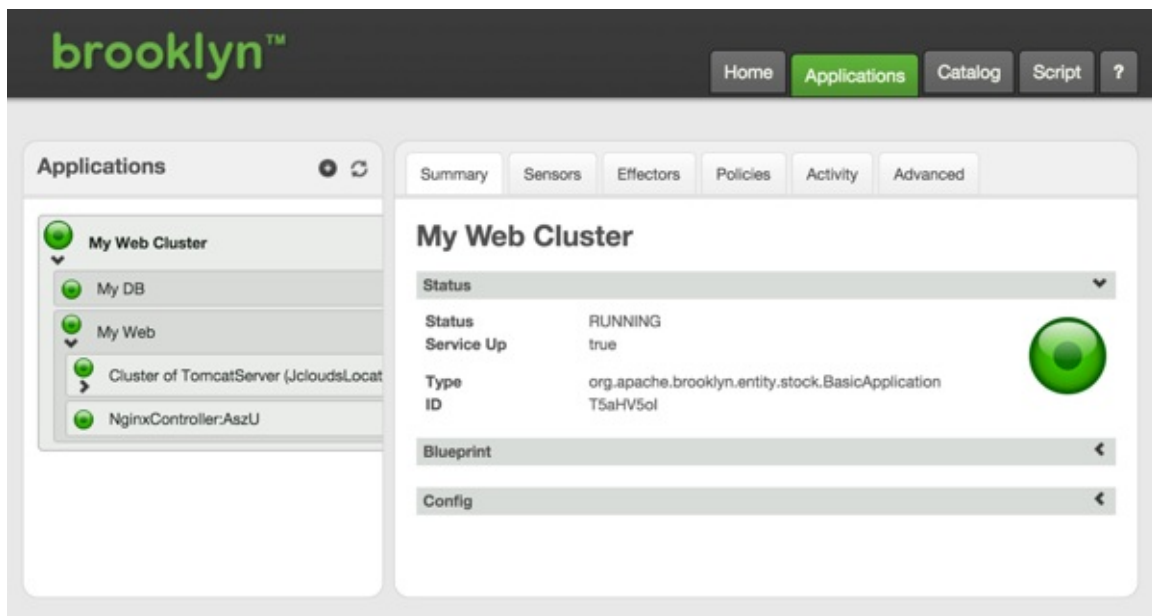 brooklyn™
Home Applications Catalog Script ?
Applications
My Web Cluster
My DB
My Web
Cluster of TomcatServer (JcloudsLocat
NginxController:AszU
Summary Sensors Effectors Policies Activity Advanced
My Web Cluster
Status
Status RUNNING
Service Up true
Type org.apache.brooklyn.entity.stock.BasicApplication
ID T5aHV5ol
Blueprint
Config